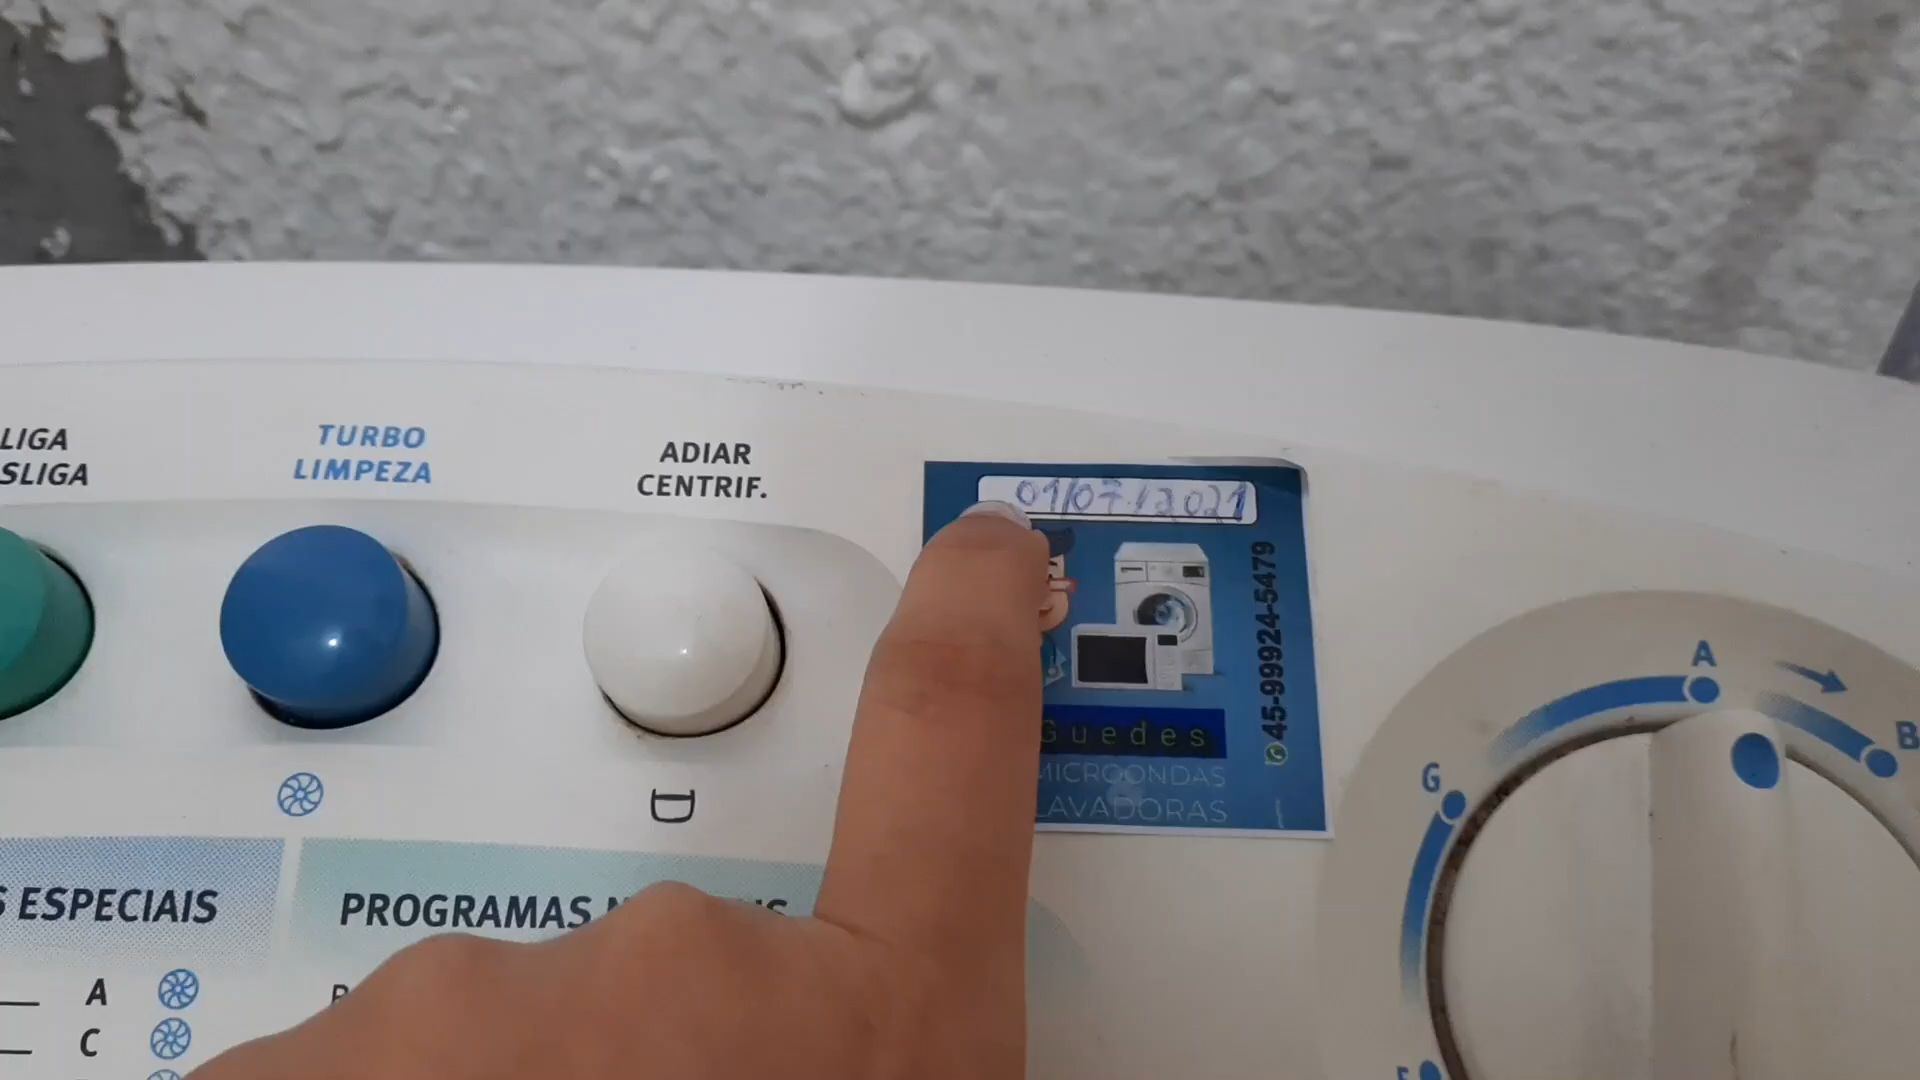 LIGA
SLIGA
TURBO
LIMPEZA
ADIAR
CENTRIF.
01/07/2021
45-99924-5479
Guedes
MICROONDAS
LAVADORAS
A
B
G
ESPECIAIS
PROGRAMAS
A
C